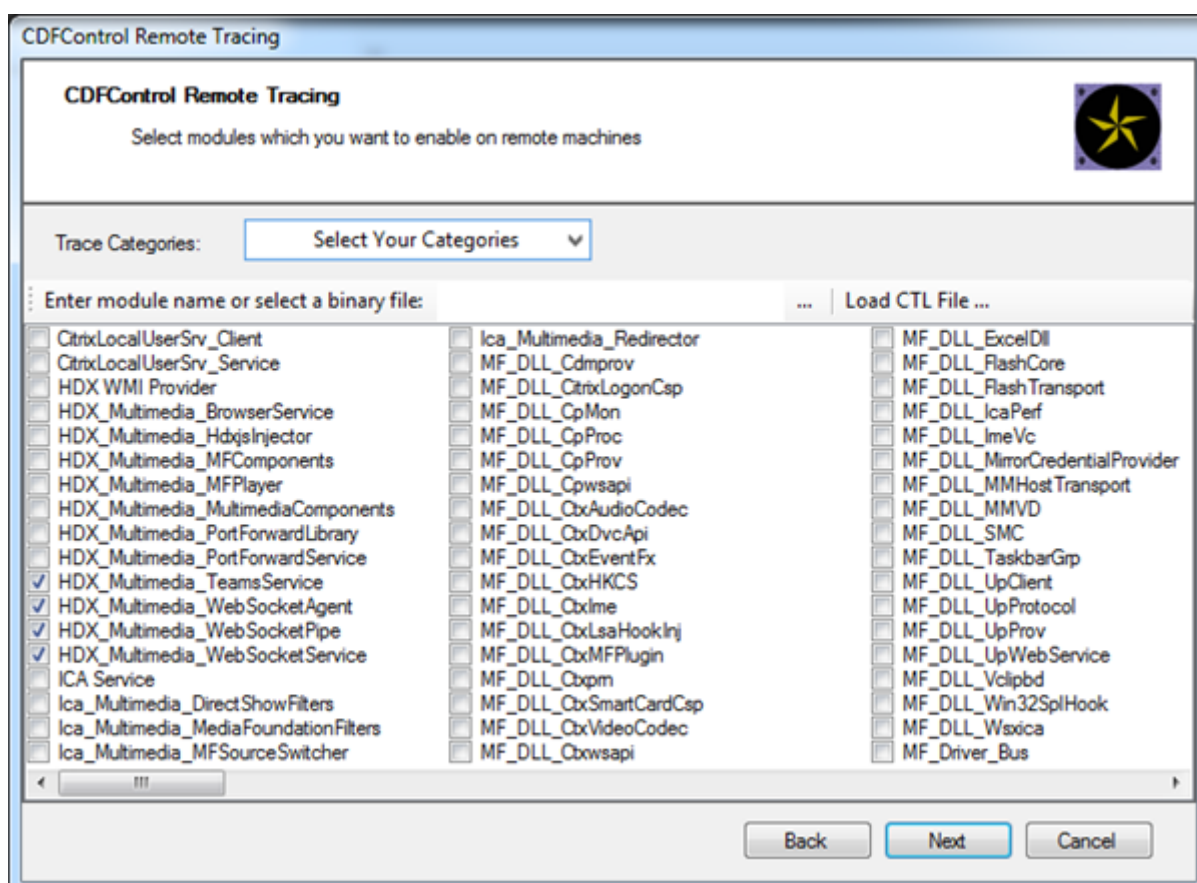 CDFControl Remote Tracing
CDFControl Remote Tracing
Select modules which you want to enable on remote machines
Trace Categories:
Select Your Categories
Enter module name or select a binary file:
...
Load CTL File ...
CitrixLocalUserSrv_Client
CitrixLocalUserSrv_Service
HDX WMI Provider
HDX_Multimedia_BrowserService
HDX_Multimedia_HdxjsInjector
HDX_Multimedia_MFComponents
HDX_Multimedia_MFPlayer
HDX_Multimedia_MultimediaComponents
HDX_Multimedia_PortForwardLibrary
HDX_Multimedia_PortForwardService
HDX_Multimedia_TeamsService
HDX_Multimedia_WebSocketAgent
HDX_Multimedia_WebSocketPipe
HDX_Multimedia_WebSocketService
ICA Service
Ica_Multimedia_DirectShowFilters
Ica_Multimedia_MediaFoundationFilters
Ica_Multimedia_MFSourceSwitcher
Ica_Multimedia_Redirector
MF_DLL_Cdmprov
MF_DLL_CitrixLogonCsp
MF_DLL_CpMon
MF_DLL_CpProc
MF_DLL_CpProv
MF_DLL_Cpwsapi
MF_DLL_CtxAudioCodec
MF_DLL_CtxDvcApi
MF_DLL_CtxEventFx
MF_DLL_CtxHKCS
MF_DLL_CtxIme
MF_DLL_CtxLsaHookInj
MF_DLL_CtxMFPlugin
MF_DLL_Ctxpm
MF_DLL_CtxSmartCardCsp
MF_DLL_CtxVideoCodec
MF_DLL_Ctxwsapi
MF_DLL_ExcelDll
MF_DLL_FlashCore
MF_DLL_FlashTransport
MF_DLL_IcaPerf
MF_DLL_ImeVc
MF_DLL_MirrorCredentialProvider
MF_DLL_MMHostTransport
MF_DLL_MMVD
MF_DLL_SMC
MF_DLL_TaskbarGrp
MF_DLL_UpClient
MF_DLL_UpProtocol
MF_DLL_UpProv
MF_DLL_UpWebService
MF_DLL_Vclipbd
MF_DLL_Win32SplHook
MF_DLL_Wsxica
MF_Driver_Bus
Back
Next
Cancel